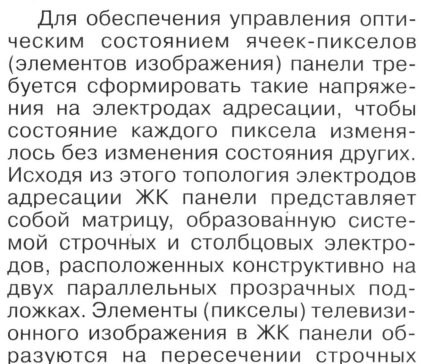 Для обеспечения управления опти-
ческим состоянием ячеек-пикселов
(элементов изображения) панели тре-
буется сформировать такие напряже-
ния на электродах адресации, чтобы
состояние каждого пиксела изменя-
лось без изменения состояния других.
Исходя из этого топология электродов
адресации ЖК панели представляет
собой матрицу, образованную систе-
мой строчных и столбцовых электро-
дов, расположенных конструктивно на
двух параллельных прозрачных под-
ложках. Элементы (пикселы) телевизи-
онного изображения в ЖК панели об-
разуются на пересечении строчных